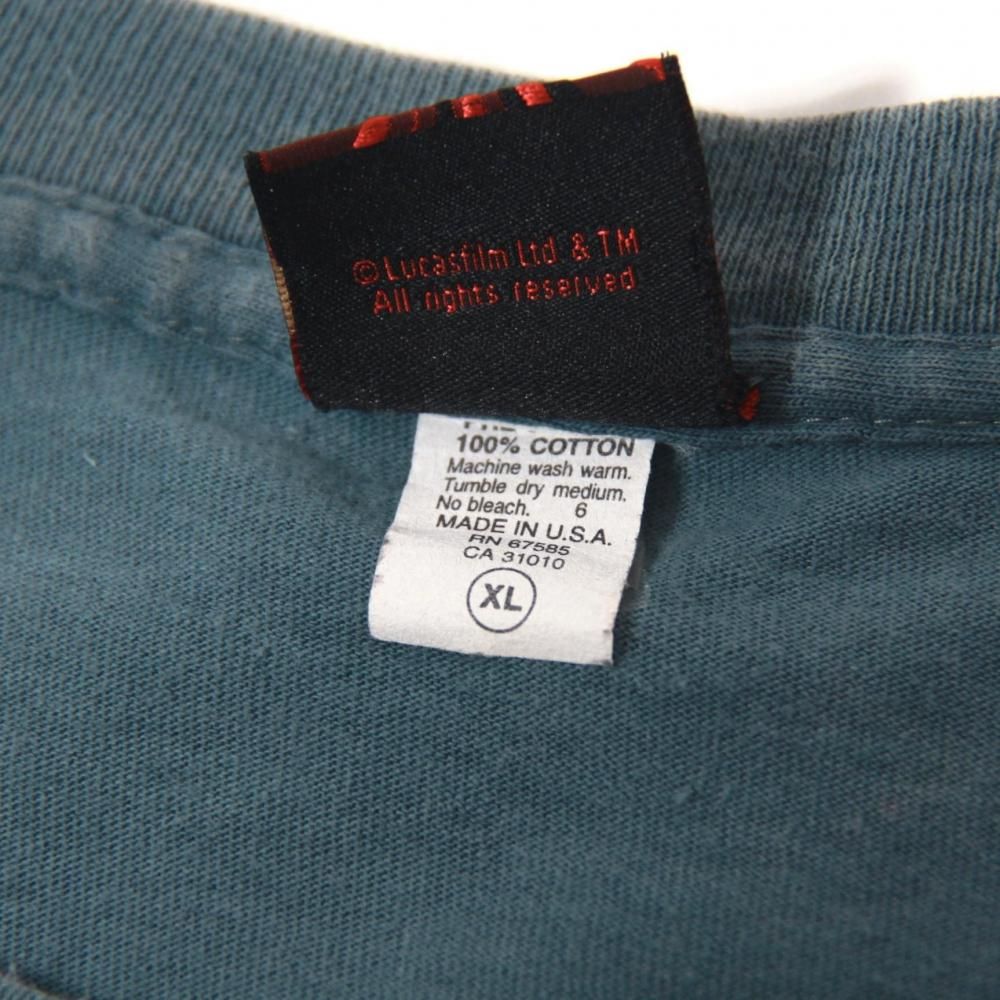 © Lucasfilm Ltd & TM
All rights reserved
100% COTTON
Machine wash warm.
Tumble dry medium.
No bleach. 6
MADE IN U.S.A.
RN 67585
CA 31010
XL